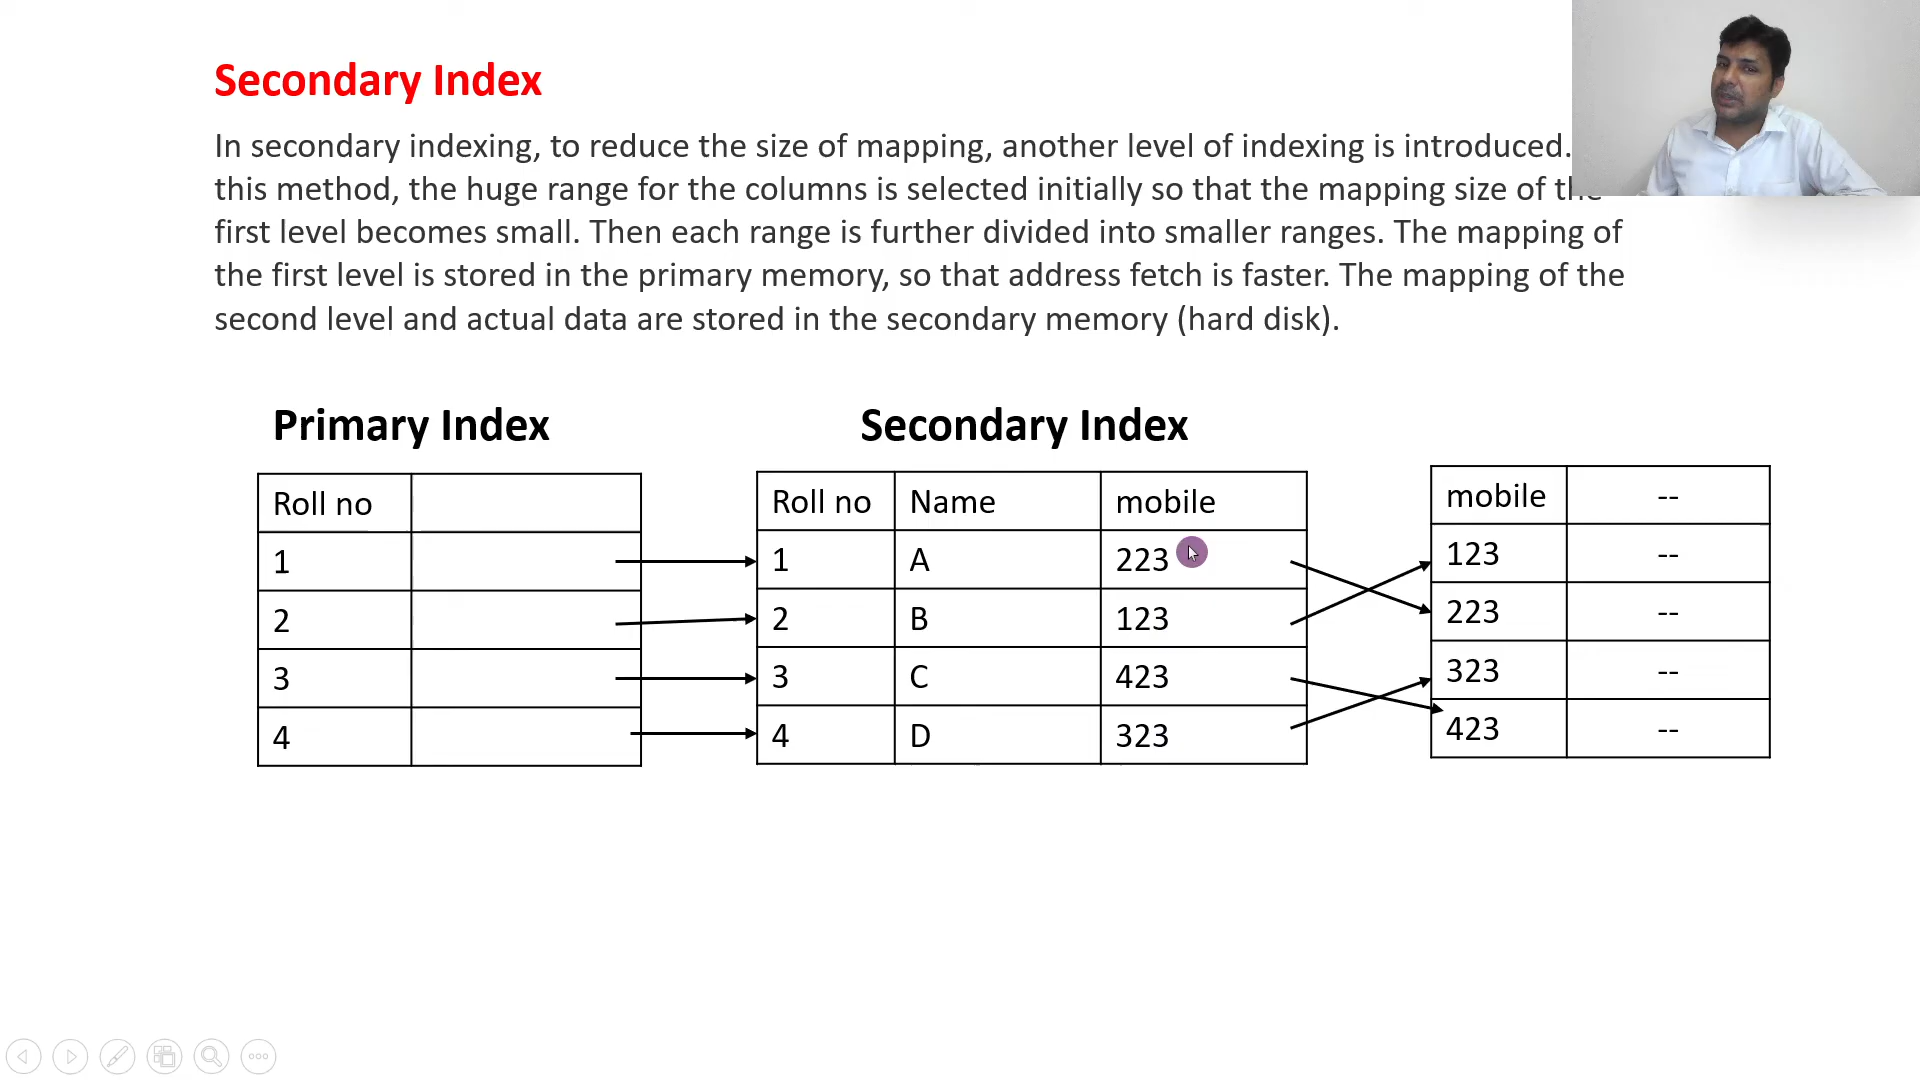 Secondary Index
In secondary indexing, to reduce the size of mapping, another level of indexing is introduced.
this method, the huge range for the columns is selected initially so that the mapping size of the
first level becomes small. Then each range is further divided into smaller ranges. The mapping of
the first level is stored in the primary memory, so that address fetch is faster. The mapping of the
second level and actual data are stored in the secondary memory (hard disk).
Primary Index
Roll no
1
2
3
4
Secondary Index
Roll no Name mobile
1 A 223
2 B 123
3 C 423
4 D 323
mobile --
123 --
223 --
323 --
423 --